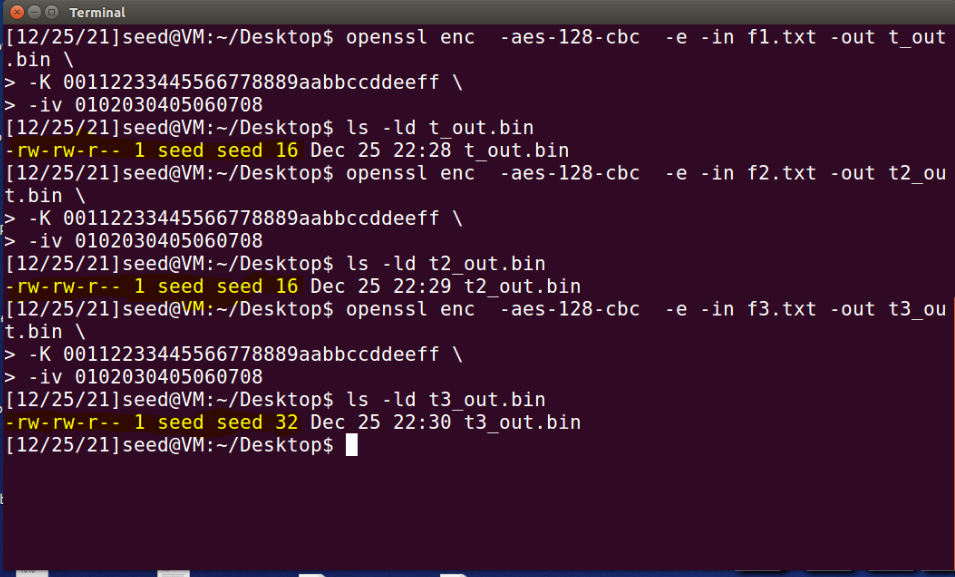 Terminal
[12/25/21]seed@VM:~/Desktop$ openssl enc  -aes-128-cbc  -e -in f1.txt -out t_out
.bin \
> -K 00112233445566778889aabbccddeeff \
> -iv 0102030405060708
[12/25/21]seed@VM:~/Desktop$ ls -ld t_out.bin
-rw-rw-r-- 1 seed seed 16 Dec 25 22:28 t_out.bin
[12/25/21]seed@VM:~/Desktop$ openssl enc  -aes-128-cbc  -e -in f2.txt -out t2_ou
t.bin \
> -K 00112233445566778889aabbccddeeff \
> -iv 0102030405060708
[12/25/21]seed@VM:~/Desktop$ ls -ld t2_out.bin
-rw-rw-r-- 1 seed seed 16 Dec 25 22:29 t2_out.bin
[12/25/21]seed@VM:~/Desktop$ openssl enc  -aes-128-cbc  -e -in f3.txt -out t3_ou
t.bin \
> -K 00112233445566778889aabbccddeeff \
> -iv 0102030405060708
[12/25/21]seed@VM:~/Desktop$ ls -ld t3_out.bin
-rw-rw-r-- 1 seed seed 32 Dec 25 22:30 t3_out.bin
[12/25/21]seed@VM:~/Desktop$